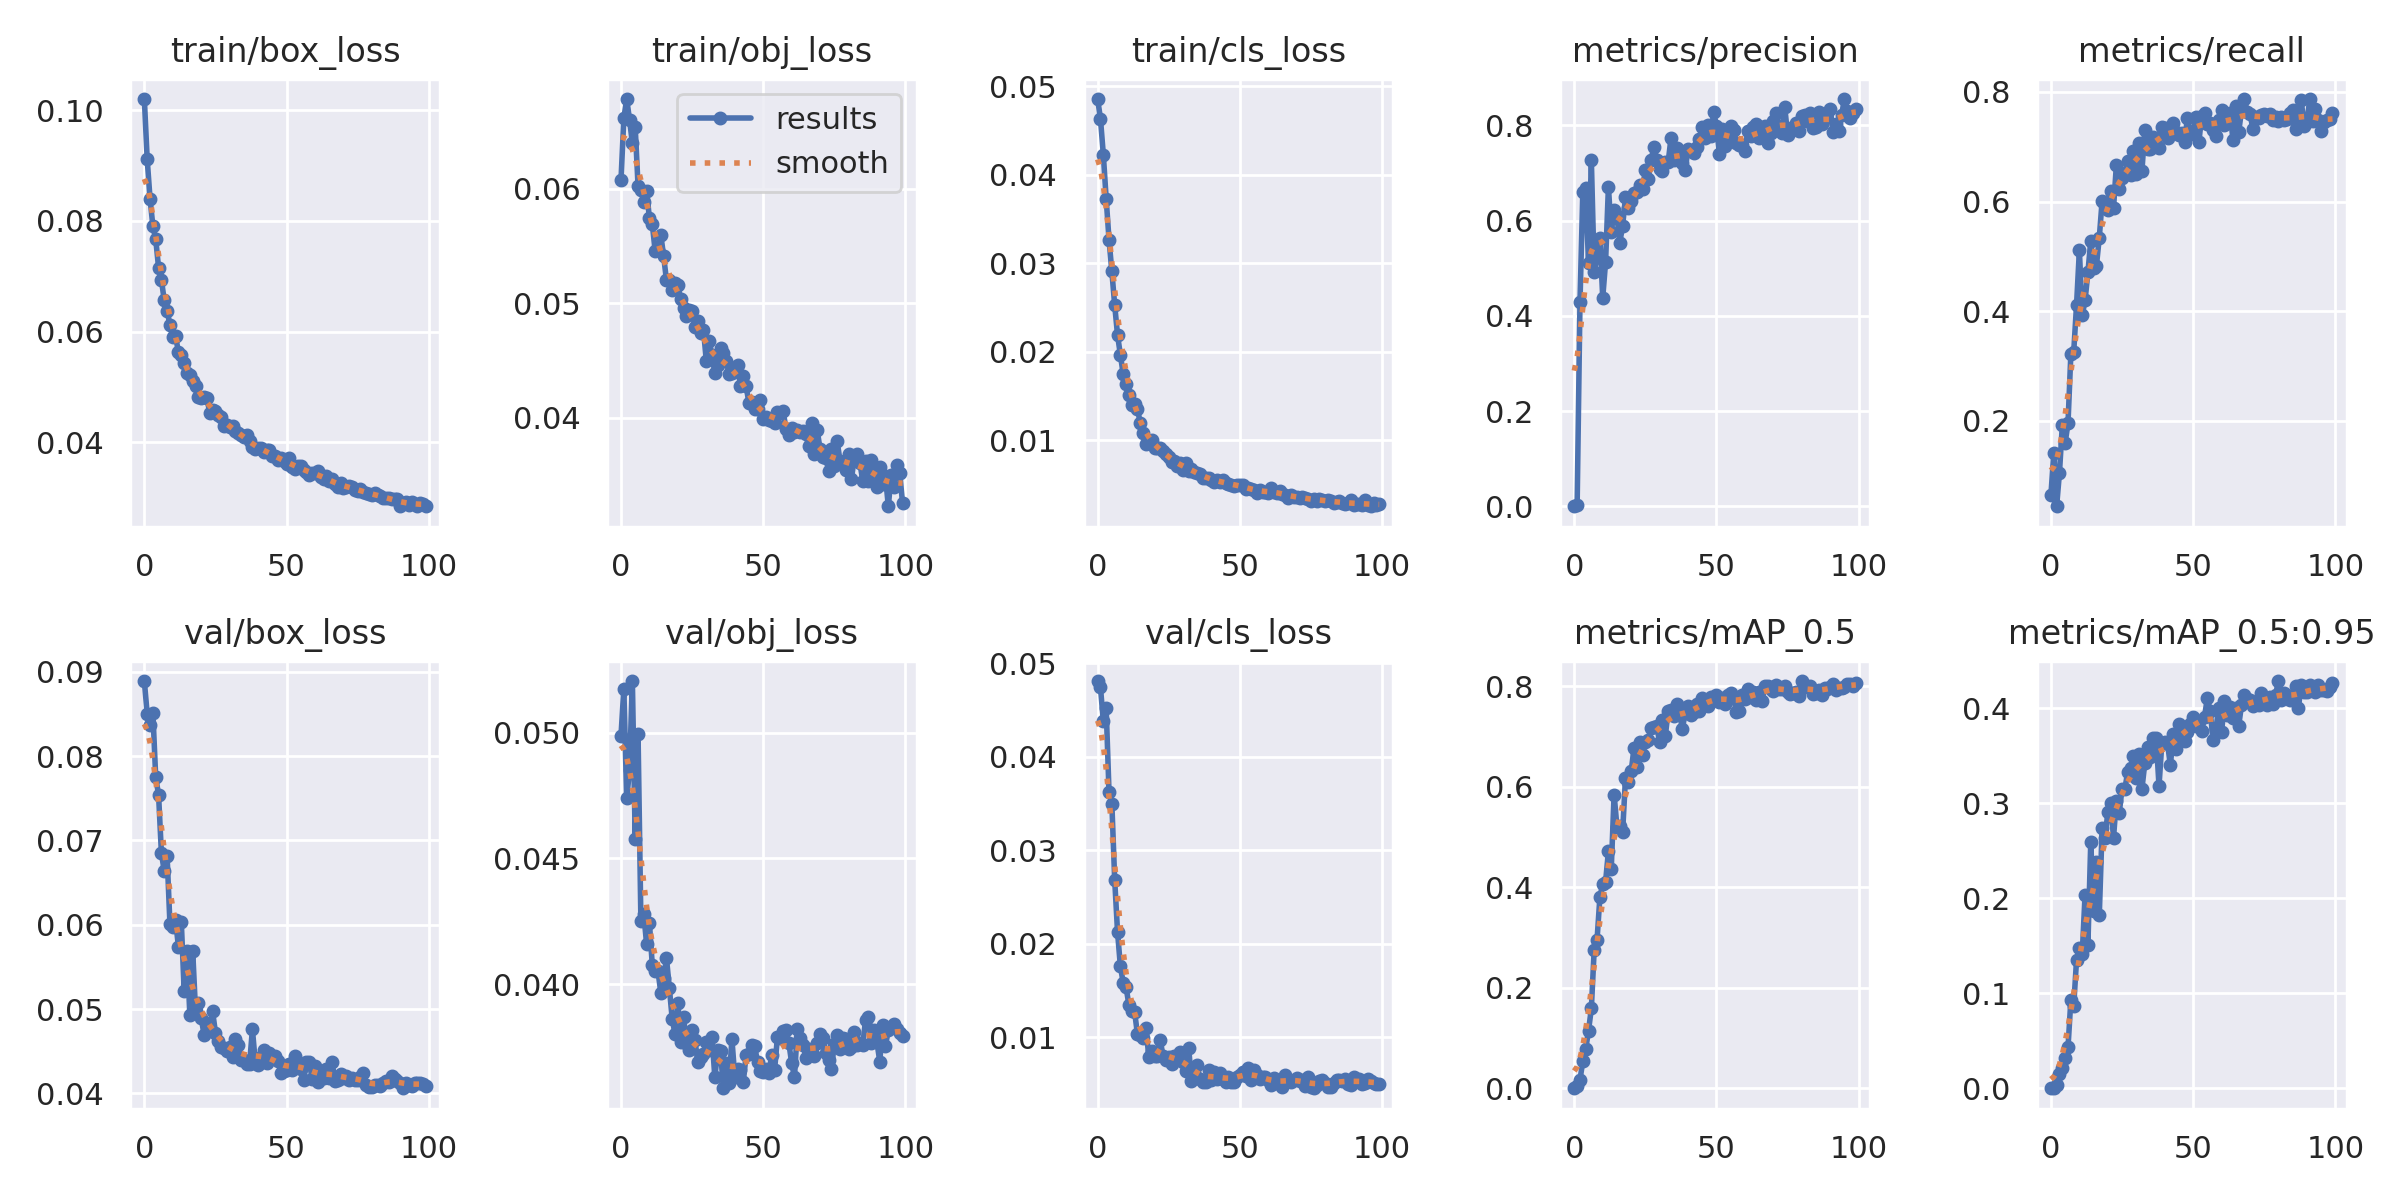 train/box_loss
0.10
0.08
0.06
0.04
0 50 100
train/obj_loss
results
smooth
0.06
0.05
0.04
0 50 100
train/cls_loss
0.05
0.04
0.03
0.02
0.01
0 50 100
metrics/precision
0.8
0.6
0.4
0.2
0.0
0 50 100
metrics/recall
0.8
0.6
0.4
0.2
0 50 100
val/box_loss
0.09
0.08
0.07
0.06
0.05
0.04
0 50 100
val/obj_loss
0.050
0.045
0.040
0 50 100
val/cls_loss
0.05
0.04
0.03
0.02
0.01
0 50 100
metrics/mAP_0.5
0.8
0.6
0.4
0.2
0.0
0 50 100
metrics/mAP_0.5:0.95
0.4
0.3
0.2
0.1
0.0
0 50 100